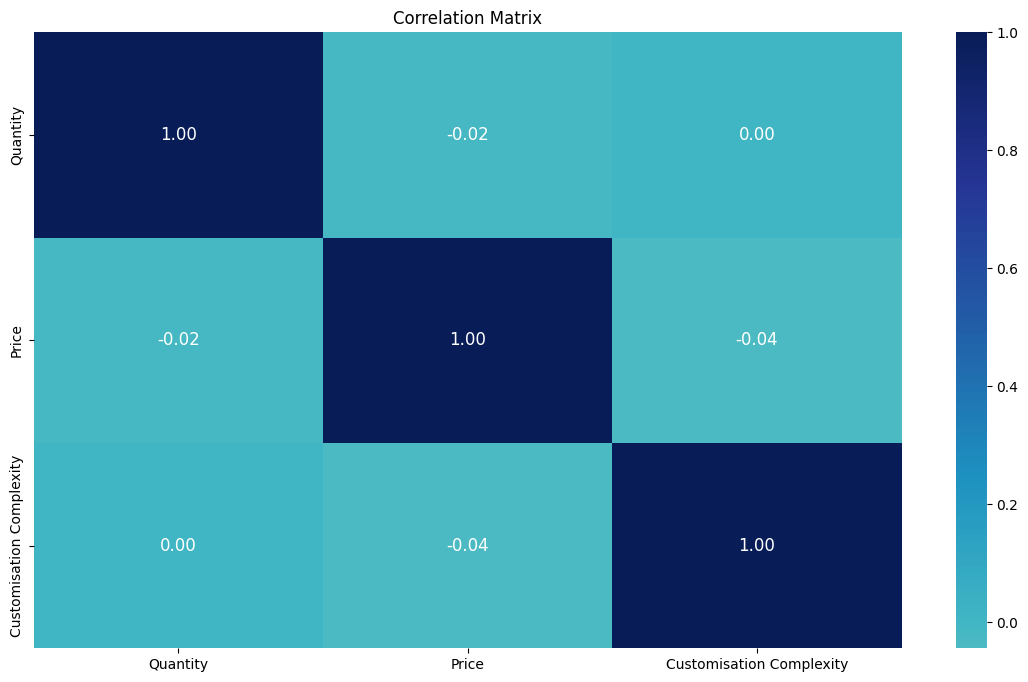 Correlation Matrix
Quantity
1.00
-0.02
0.00
Price
-0.02
1.00
-0.04
Customisation Complexity
0.00
-0.04
1.00
Quantity
Price
Customisation Complexity
1.0
0.8
0.6
0.4
0.2
0.0